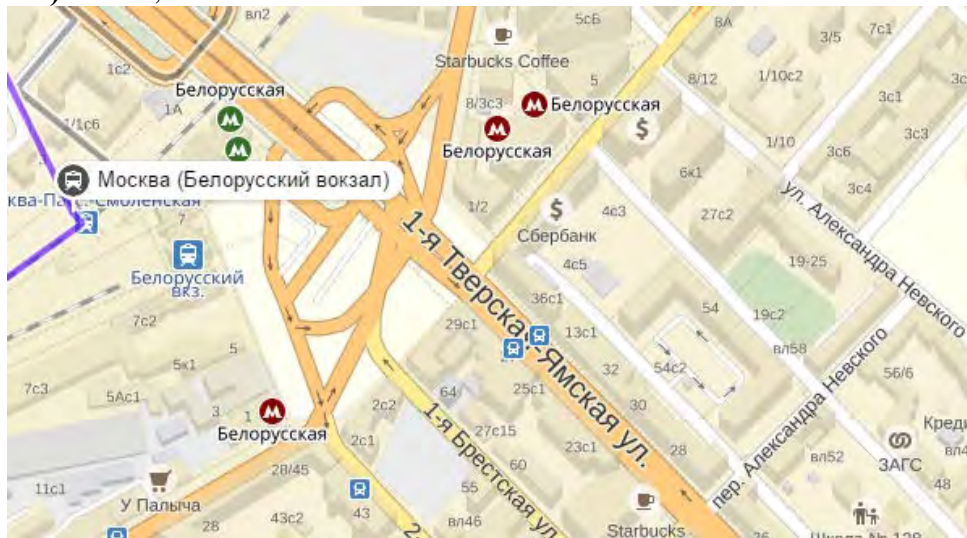 вл2
5с6
8А
7с1
3/5
Starbucks Coffee
1с2
5
8/12
1/10с2
Белорусская
1А
8/3с3
Белорусская
3с1
1/1с6
Белорусская
1/10
3с3
3с6
Москва (Белорусский вокзал)
6к1
3с4
ул. Александра Невского
7
1/2
4с3
27с2
Сбербанк
Белорусский
вкз.
4с5
19-25
1-я Тверская-Ямская ул.
36с1
54
19с2
7с2
29с1
13с1
5
вл58
5к1
32
54с2
пер. Александра Невского
56/6
7с3
5Ас1
64
25с1
3
1
2с2
30
1-я Брестская ул.
Белорусская
2с1
27с15
23с1
28
ЗАГС
28/45
60
вл52
11с1
55
48
У Палыча
28
43с2
43
вл46
Starbucks
26
Школа № 128